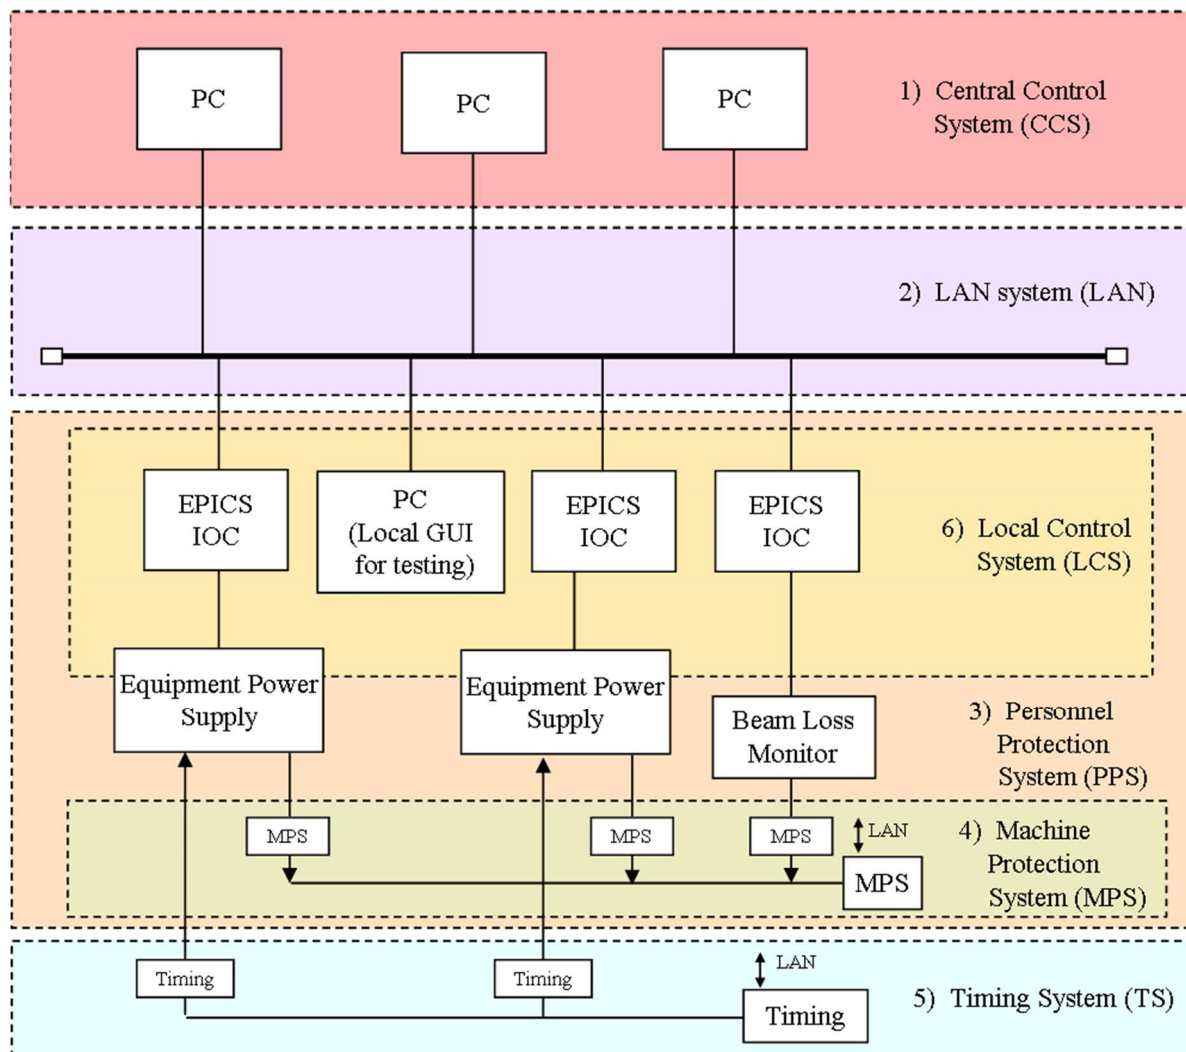 PC
PC
PC
1) Central Control
System (CCS)
2) LAN system (LAN)
EPICS
IOC
PC
(Local GUI
for testing)
EPICS
IOC
EPICS
IOC
6) Local Control
System (LCS)
Equipment Power
Supply
Equipment Power
Supply
Beam Loss
Monitor
3) Personnel
Protection
System (PPS)
MPS
MPS
MPS
LAN
MPS
4) Machine
Protection
System (MPS)
Timing
Timing
LAN
Timing
5) Timing System (TS)